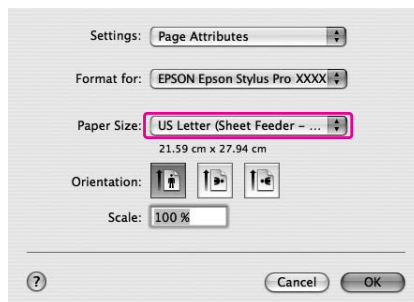 Settings: Page Attributes
Format for: EPSON Epson Stylus Pro XXXX
Paper Size: US Letter (Sheet Feeder – ...
21.59 cm x 27.94 cm
Orientation:
Scale: 100 %
? Cancel OK